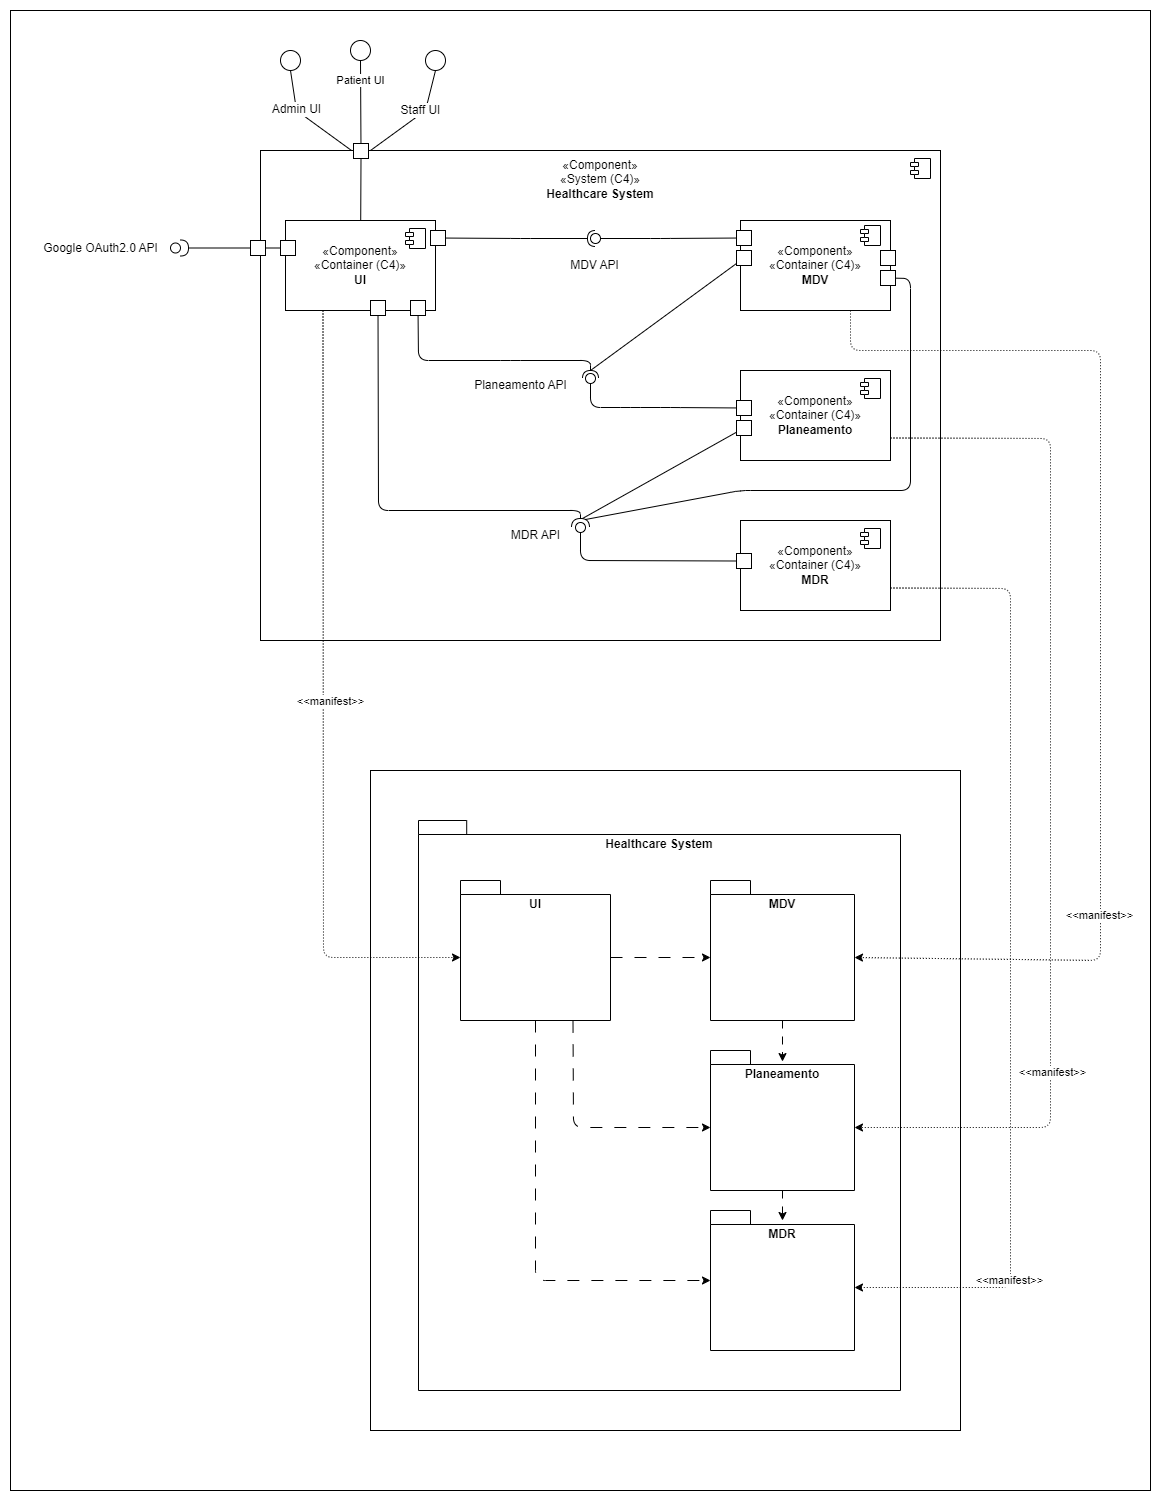 Patient UI
Admin UI
Staff UI
«Component»
«System (C4)»
Healthcare System
Google OAuth2.0 API
«Component»
«Container (C4)»
UI
MDV API
«Component»
«Container (C4)»
MDV
Planeamento API
«Component»
«Container (C4)»
Planeamento
MDR API
«Component»
«Container (C4)»
MDR
<<manifest>>
Healthcare System
UI
MDV
<<manifest>>
Planeamento
<<manifest>>
MDR
<<manifest>>